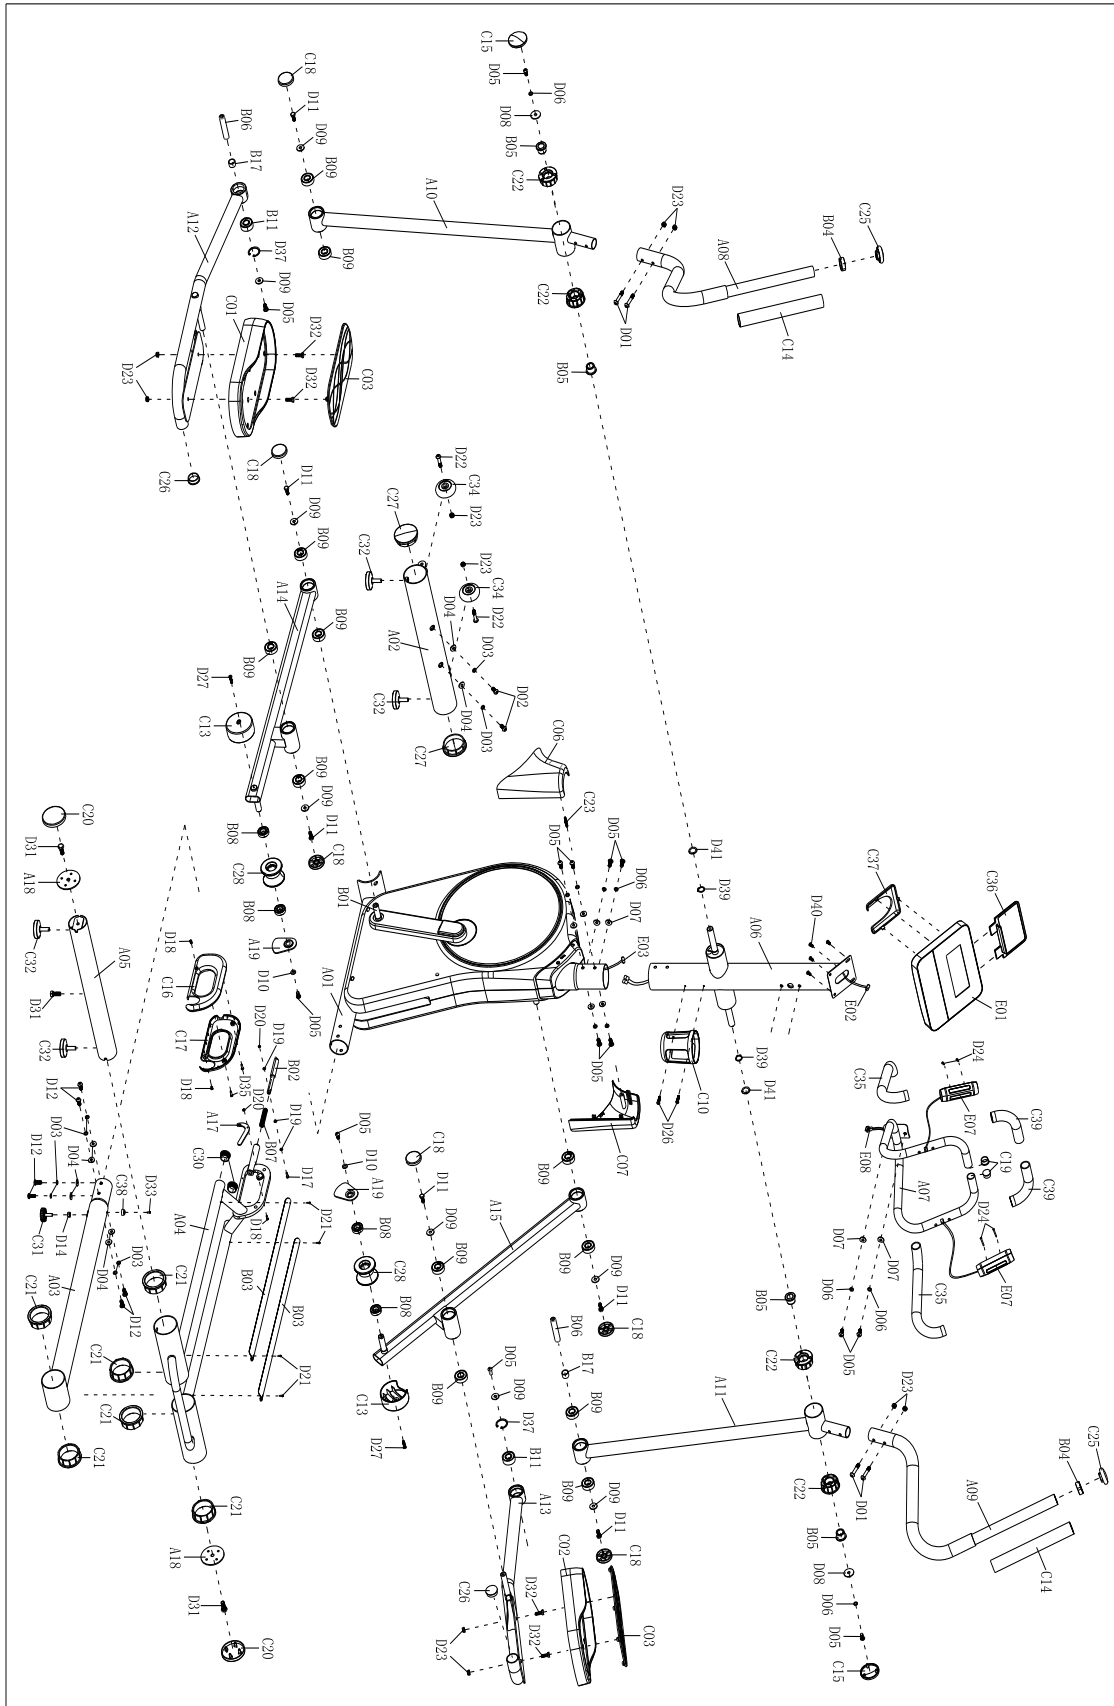 C15
D05
D06
D08
B05
C22
C18
D11
D09
B09
B06
B17
A12
B11
D37
D09
D05
C01
A10
B09
C22
B05
D23
A08
B04
C25
D01
C14
D32
D32
C03
D23
C26
C18
D11
D09
B09
C27
D22
C34
D23
C32
D23
C34
D22
A14
B09
B09
A02
D04
D03
D02
D04
D03
C32
C27
D27
C13
C06
C23
B09
D09
D11
C18
B08
C28
B08
A19
D10
D05
C20
D31
A18
C32
A05
D31
C32
B01
A01
D05
D05
D06
D07
E03
D41
D39
A06
D40
C37
C36
E01
E02
D39
D41
C10
D26
D05
C07
D18
C16
C17
D18
D35
D20
D19
B02
D20
D19
A17
B07
D17
C30
D12
D03
D04
D12
D03
D04
C38
D33
C31
D14
A04
D18
D21
B03
B03
D21
A03
D04
D03
D12
C21
C21
C21
C21
C21
C21
A18
D31
C20
D05
D10
A19
B08
C28
B08
C13
D27
C18
D11
D09
B09
A15
B09
B09
B09
D09
D11
C18
B06
B17
B09
D05
D09
D37
B11
A13
C26
D23
D32
D32
C02
C03
B09
D09
D11
C18
A11
B05
C22
C22
B05
D08
D06
D05
C15
D24
C35
E07
E08
C39
C19
C39
A07
D24
E07
C35
D07
D07
D06
D06
D05
D23
D01
A09
B04
C25
C14